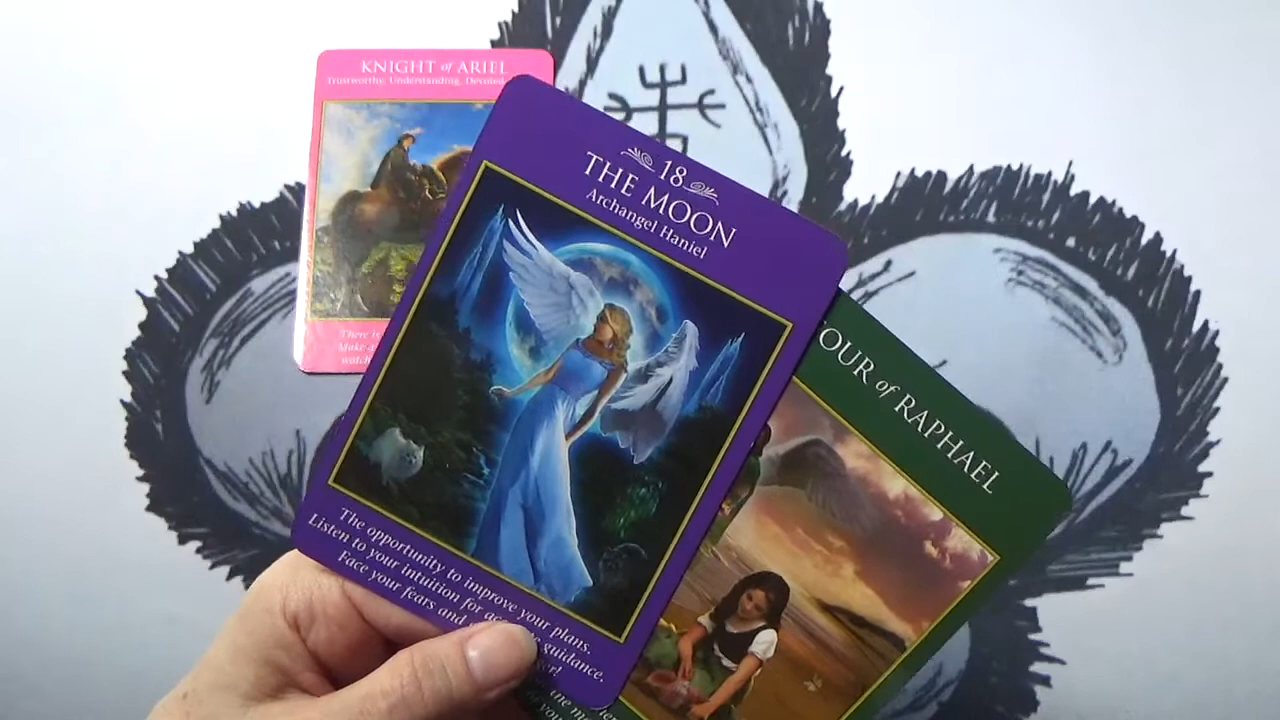 KNIGHT of ARIEL
Trustworthy, Understanding, Devoted
There is
Make a
watch
18
THE MOON
Archangel Haniel
The opportunity to improve your plans.
Listen to your intuition for guidance.
Face your fears and
OUR of RAPHAEL